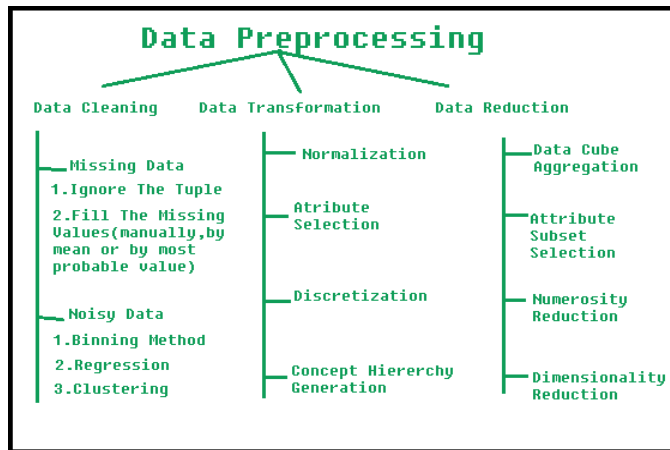 Data Preprocessing
Data Cleaning
Missing Data
1.Ignore The Tuple
2.Fill The Missing
Values(manually,by
mean or by most
probable value)
Noisy Data
1.Binning Method
2.Regression
3.Clustering
Data Transformation
Normalization
Atribute
Selection
Discretization
Concept Hiererchy
Generation
Data Reduction
Data Cube
Aggregation
Attribute
Subset
Selection
Numerosity
Reduction
Dimensionality
Reduction